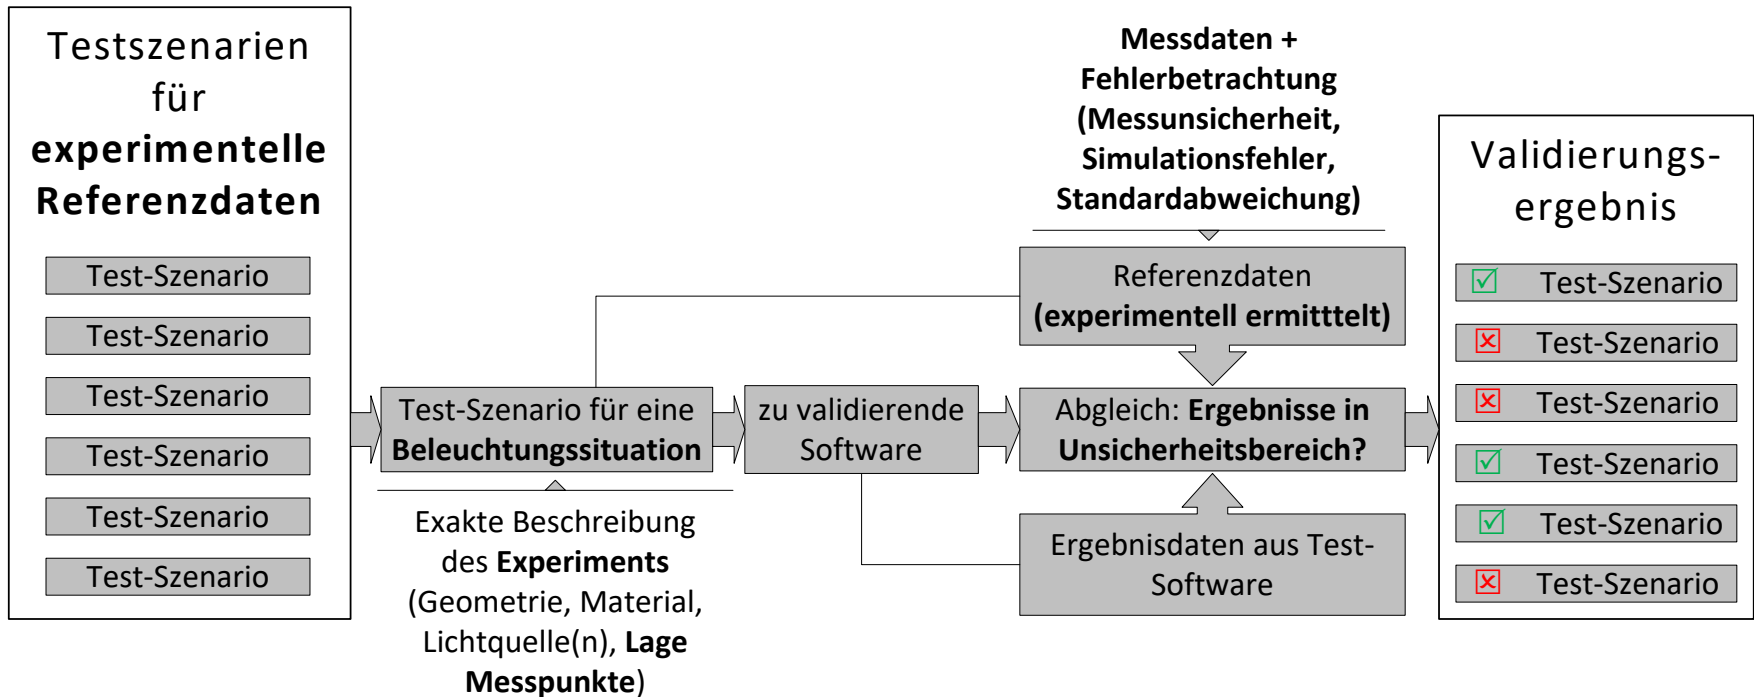 Testszenarien
für
experimentelle
Referenzdaten
Test-Szenario
Test-Szenario
Test-Szenario
Test-Szenario
Test-Szenario
Test-Szenario
Test-Szenario für eine
Beleuchtungssituation
Exakte Beschreibung
des Experiments
(Geometrie, Material,
Lichtquelle(n), Lage
Messpunkte)
zu validierende
Software
Messdaten +
Fehlerbetrachtung
(Messunsicherheit,
Simulationsfehler,
Standardabweichung)
Referenzdaten
(experimentell ermitttelt)
Abgleich: Ergebnisse in
Unsicherheitsbereich?
Ergebnisdaten aus Test-
Software
Validierungs-
ergebnis
Test-Szenario
Test-Szenario
Test-Szenario
Test-Szenario
Test-Szenario
Test-Szenario